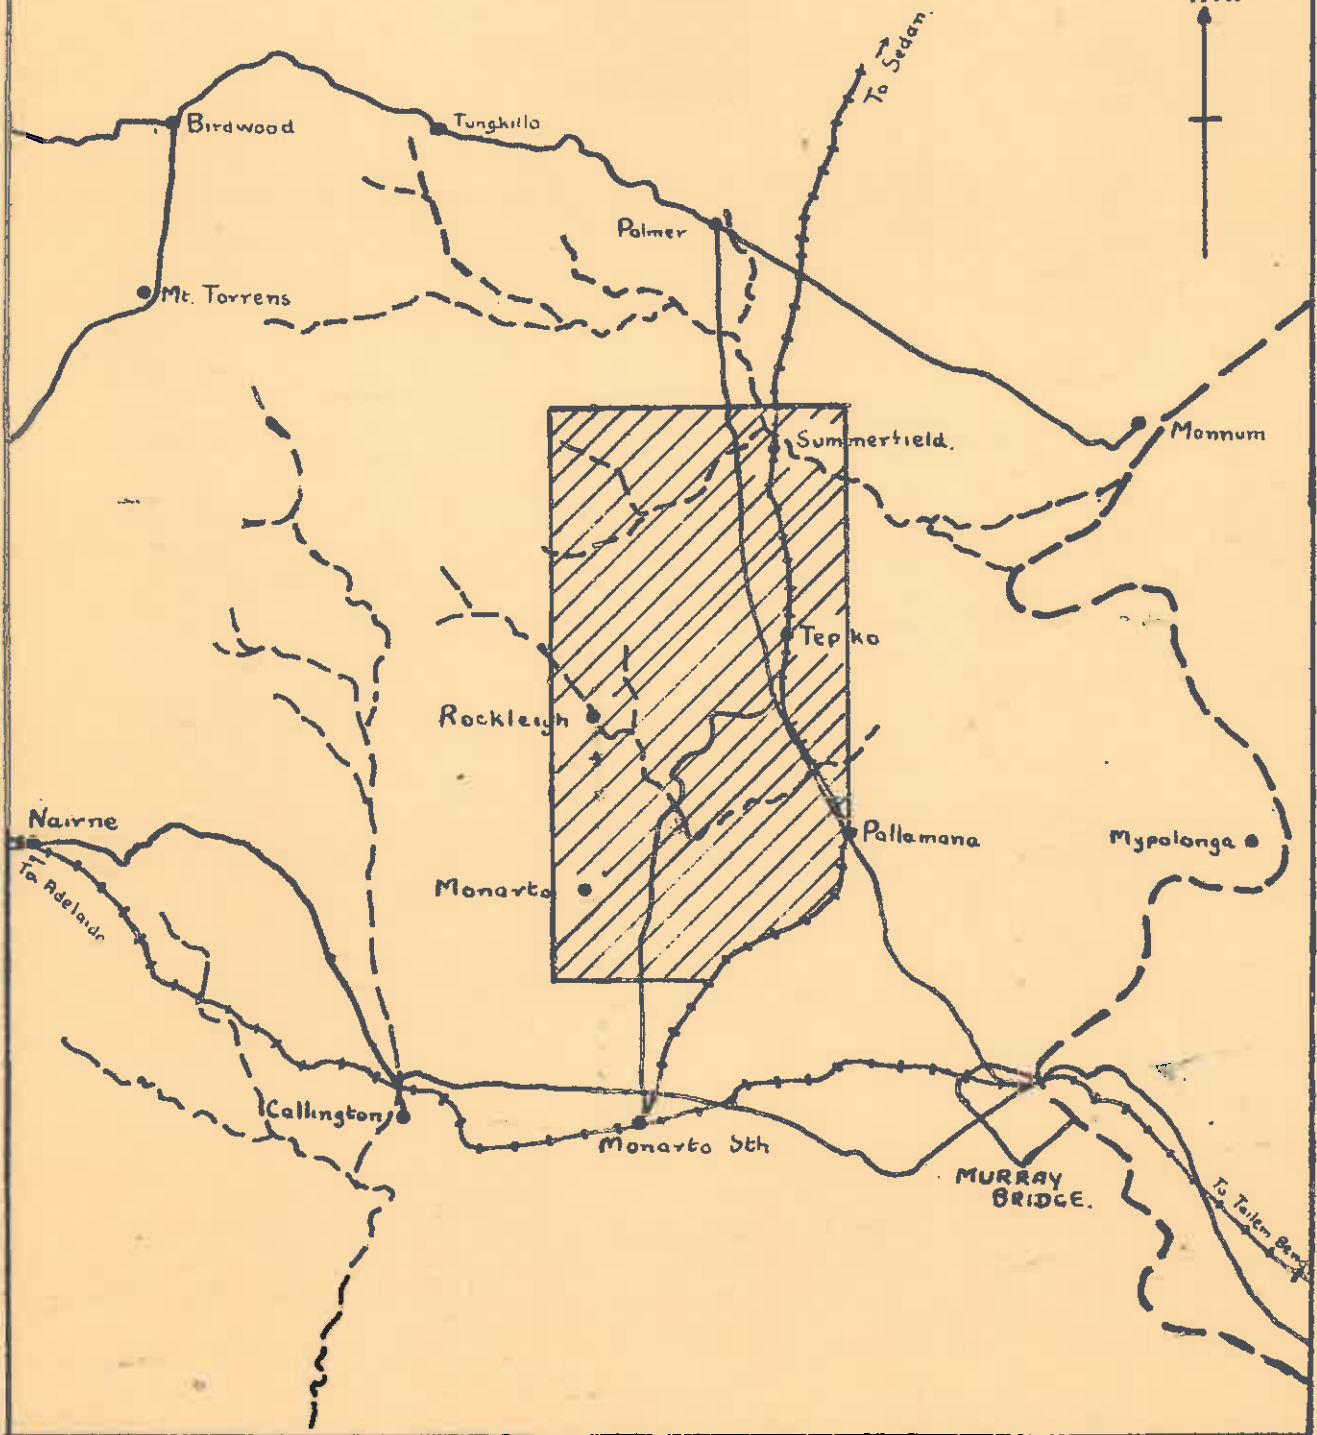 To Sedan.
Birdwood
Tungkillo
Palmer
Mt. Torrens
Mannum
Summerfield.
Tepko
Rockleigh
Nairne
To Adelaide
Pallamana
Mypolonga
Monarto
Callington
Monarto Sth
MURRAY
BRIDGE.
To Tailem Bend